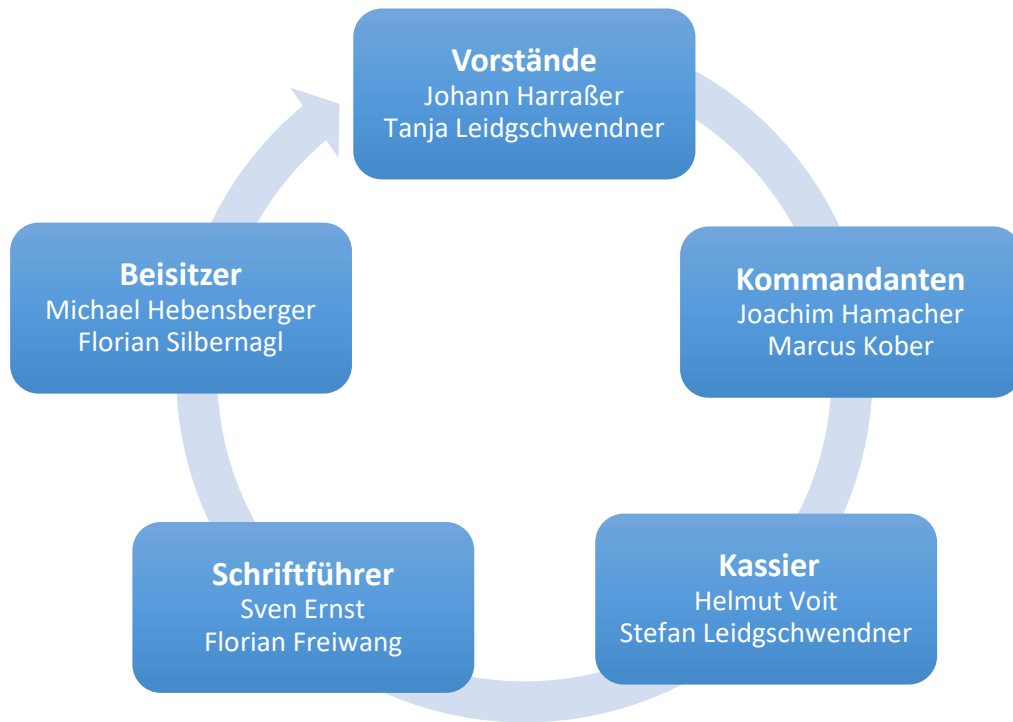 Vorstände
Johann Harraßer
Tanja Leidgschwendner
Kommandanten
Joachim Hamacher
Marcus Kober
Kassier
Helmut Voit
Stefan Leidgschwendner
Schriftführer
Sven Ernst
Florian Freiwang
Beisitzer
Michael Hebensberger
Florian Silbernagl